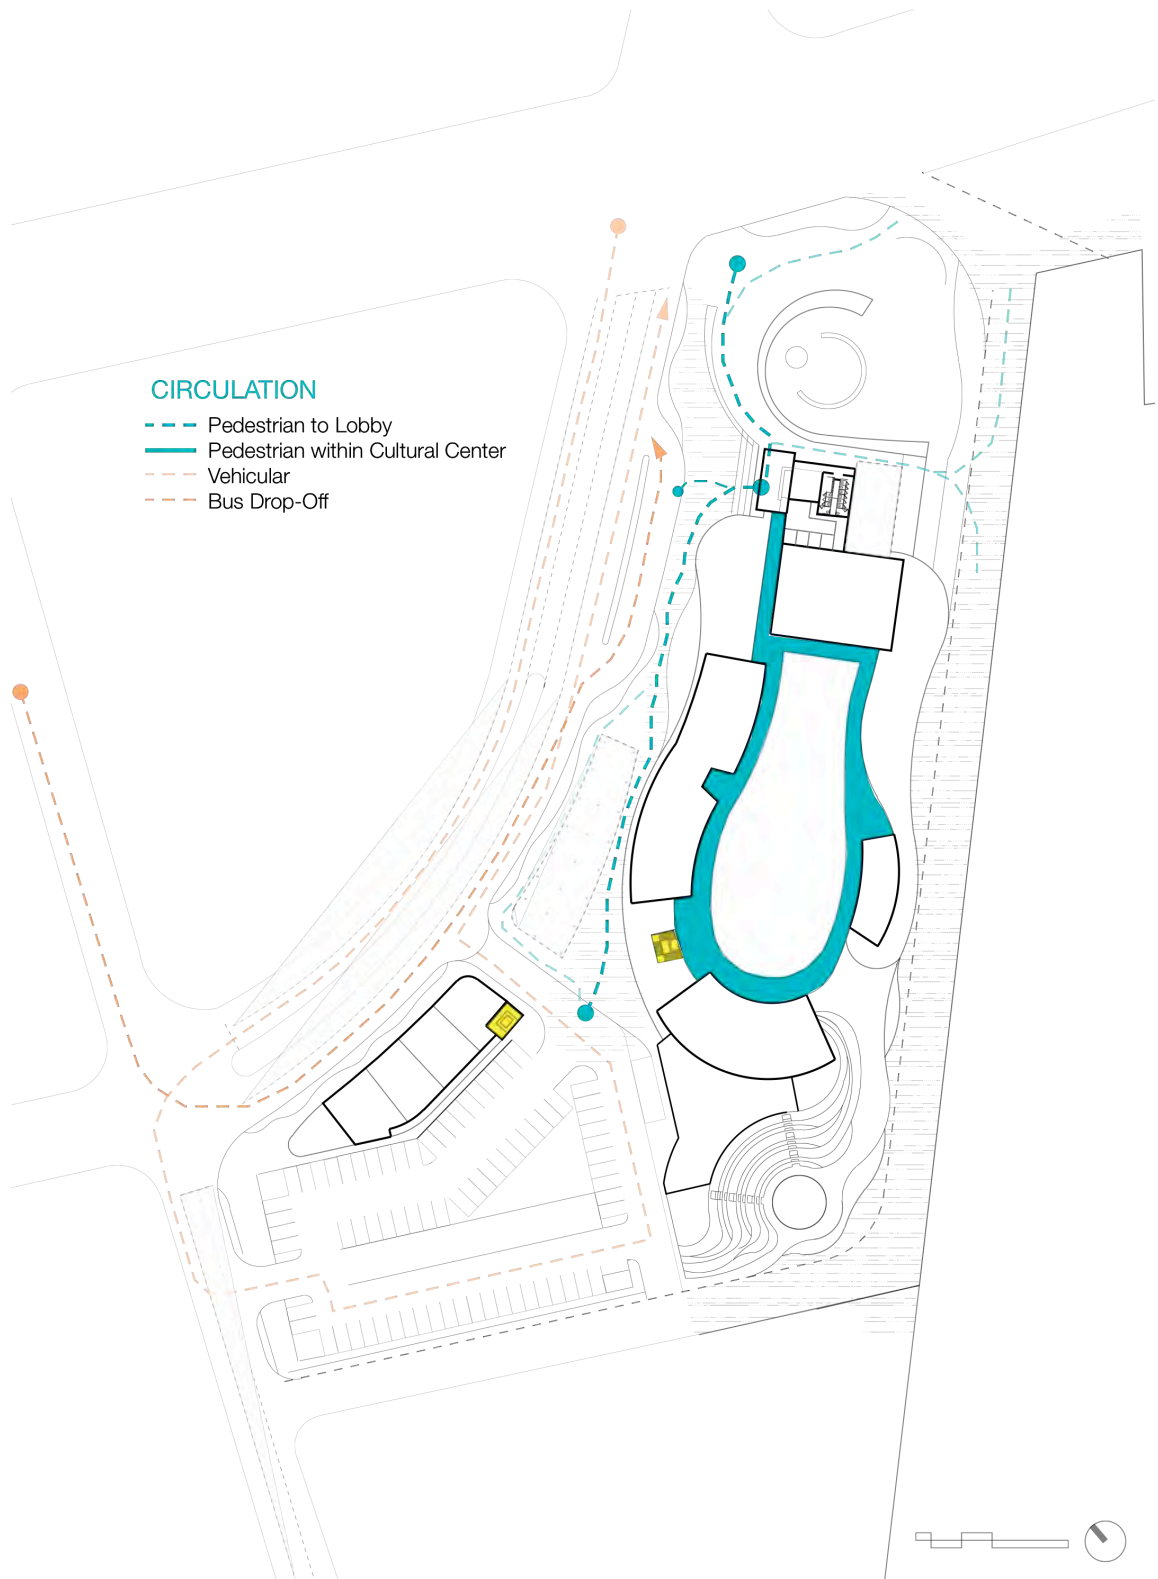 CIRCULATION
Pedestrian to Lobby
Pedestrian within Cultural Center
Vehicular
Bus Drop-Off